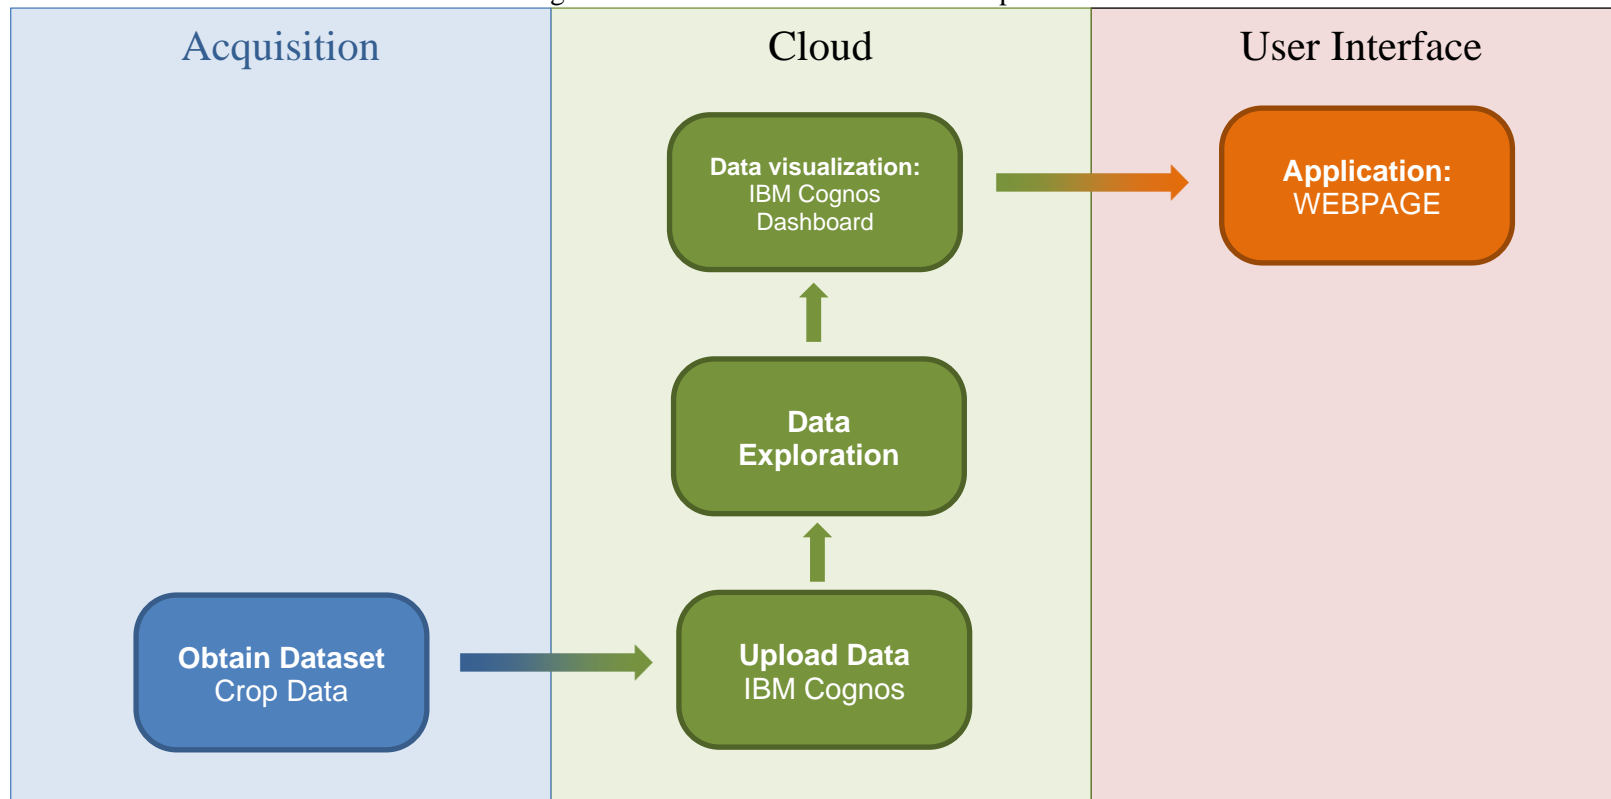 Acquisition
Cloud
User Interface
Data visualization:
IBM Cognos
Dashboard
Application:
WEBPAGE
Data
Exploration
Obtain Dataset
Crop Data
Upload Data
IBM Cognos